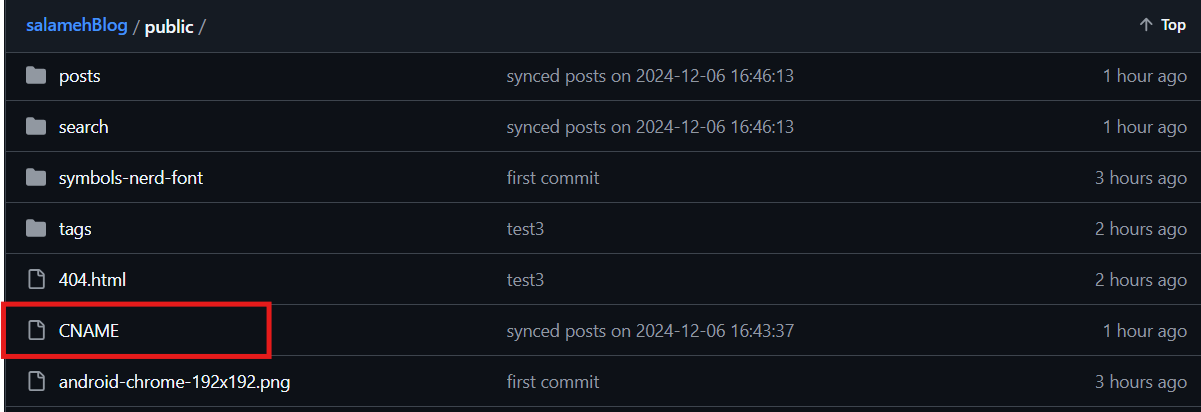 salamehBlog / public / Top
posts synced posts on 2024-12-06 16:46:13 1 hour ago
search synced posts on 2024-12-06 16:46:13 1 hour ago
symbols-nerd-font first commit 3 hours ago
tags test3 2 hours ago
404.html test3 2 hours ago
CNAME synced posts on 2024-12-06 16:43:37 1 hour ago
android-chrome-192x192.png first commit 3 hours ago